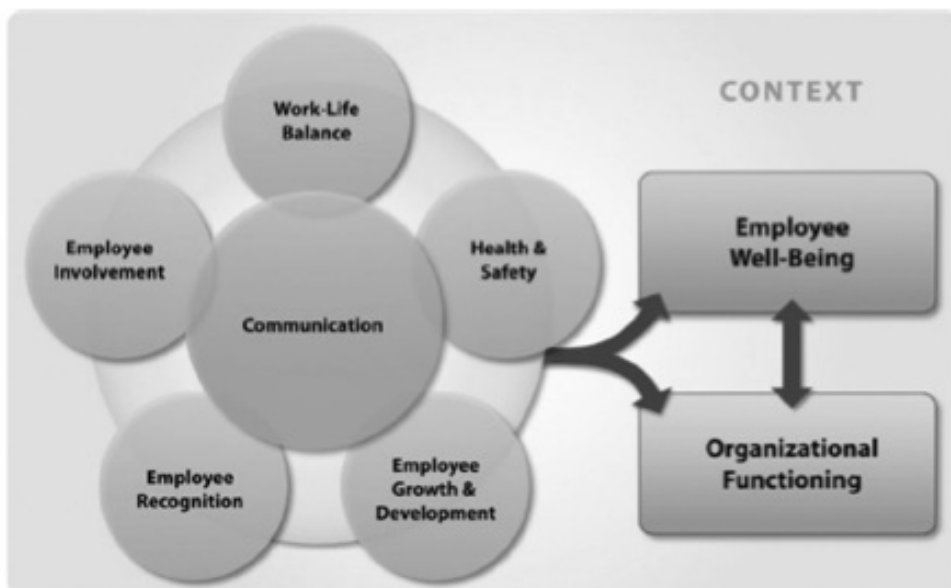 CONTEXT
Work-Life
Balance
Employee
Involvement
Health &
Safety
Communication
Employee
Recognition
Employee
Growth &
Development
Employee
Well-Being
Organizational
Functioning